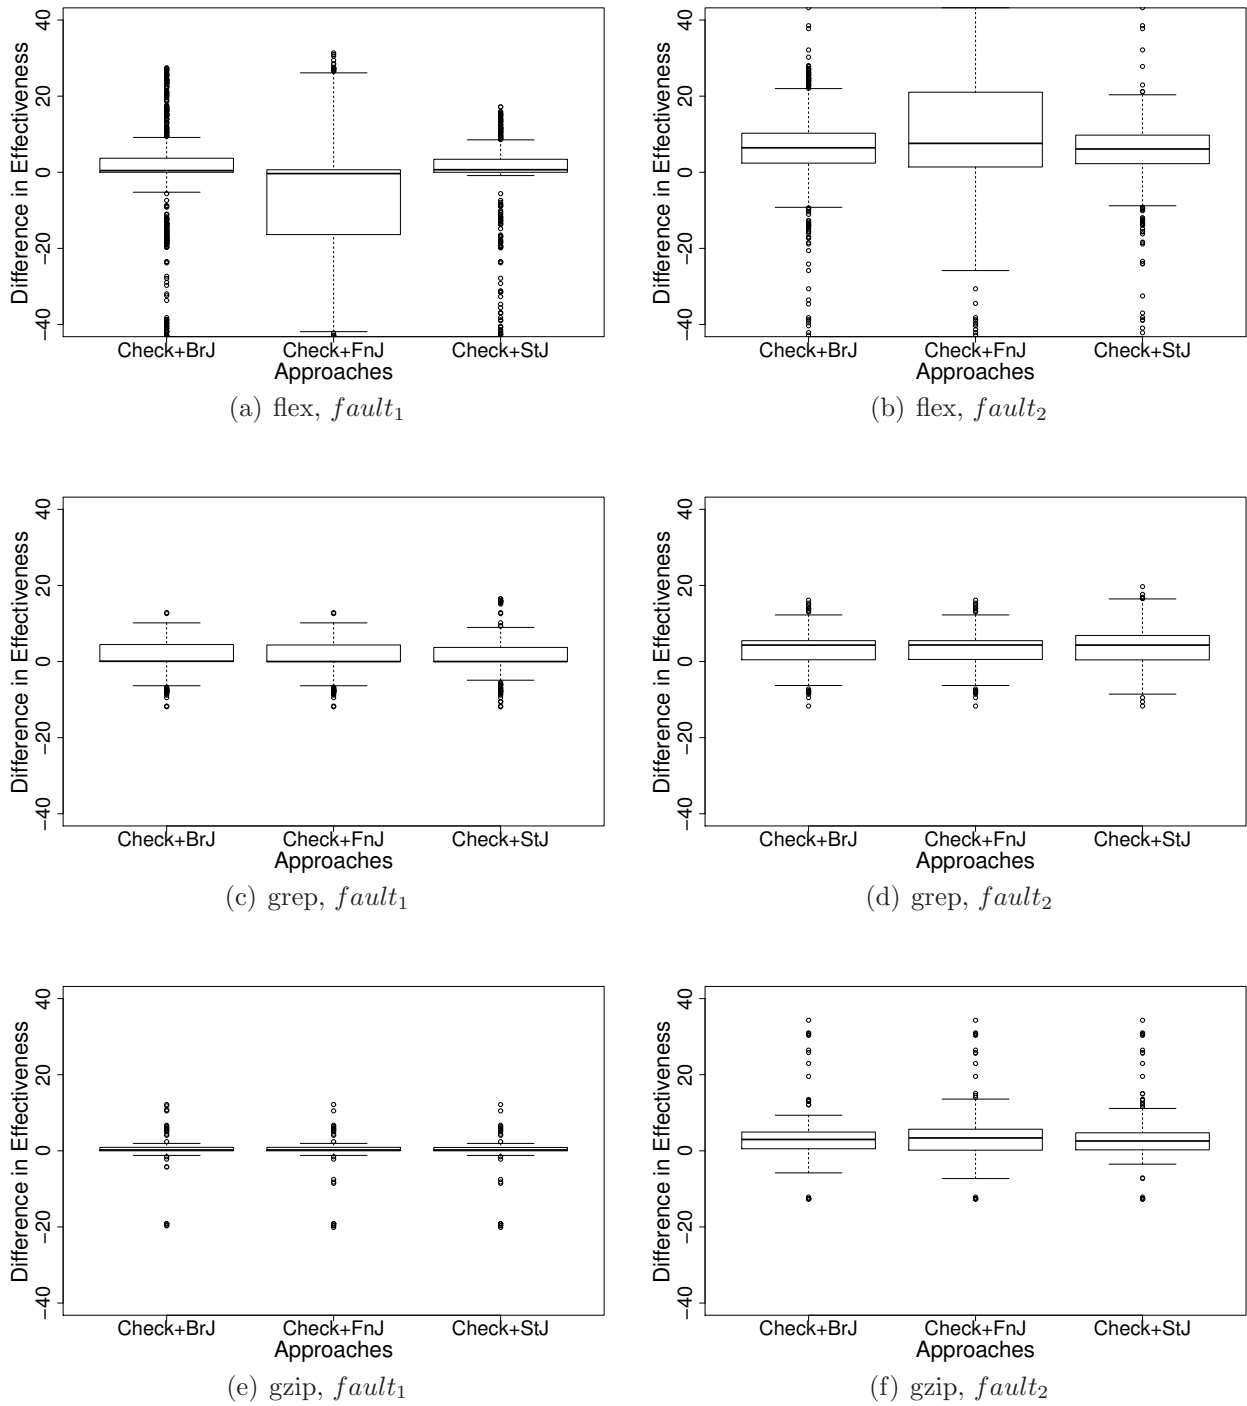 Difference in Effectiveness
40
20
0
−20
−40
Check+BrJ Check+FnJ Check+StJ
Approaches
(a) flex, fault₁
Difference in Effectiveness
40
20
0
−20
−40
Check+BrJ Check+FnJ Check+StJ
Approaches
(b) flex, fault₂
Difference in Effectiveness
40
20
0
−20
−40
Check+BrJ Check+FnJ Check+StJ
Approaches
(c) grep, fault₁
Difference in Effectiveness
40
20
0
−20
−40
Check+BrJ Check+FnJ Check+StJ
Approaches
(d) grep, fault₂
Difference in Effectiveness
40
20
0
−20
−40
Check+BrJ Check+FnJ Check+StJ
Approaches
(e) gzip, fault₁
Difference in Effectiveness
40
20
0
−20
−40
Check+BrJ Check+FnJ Check+StJ
Approaches
(f) gzip, fault₂